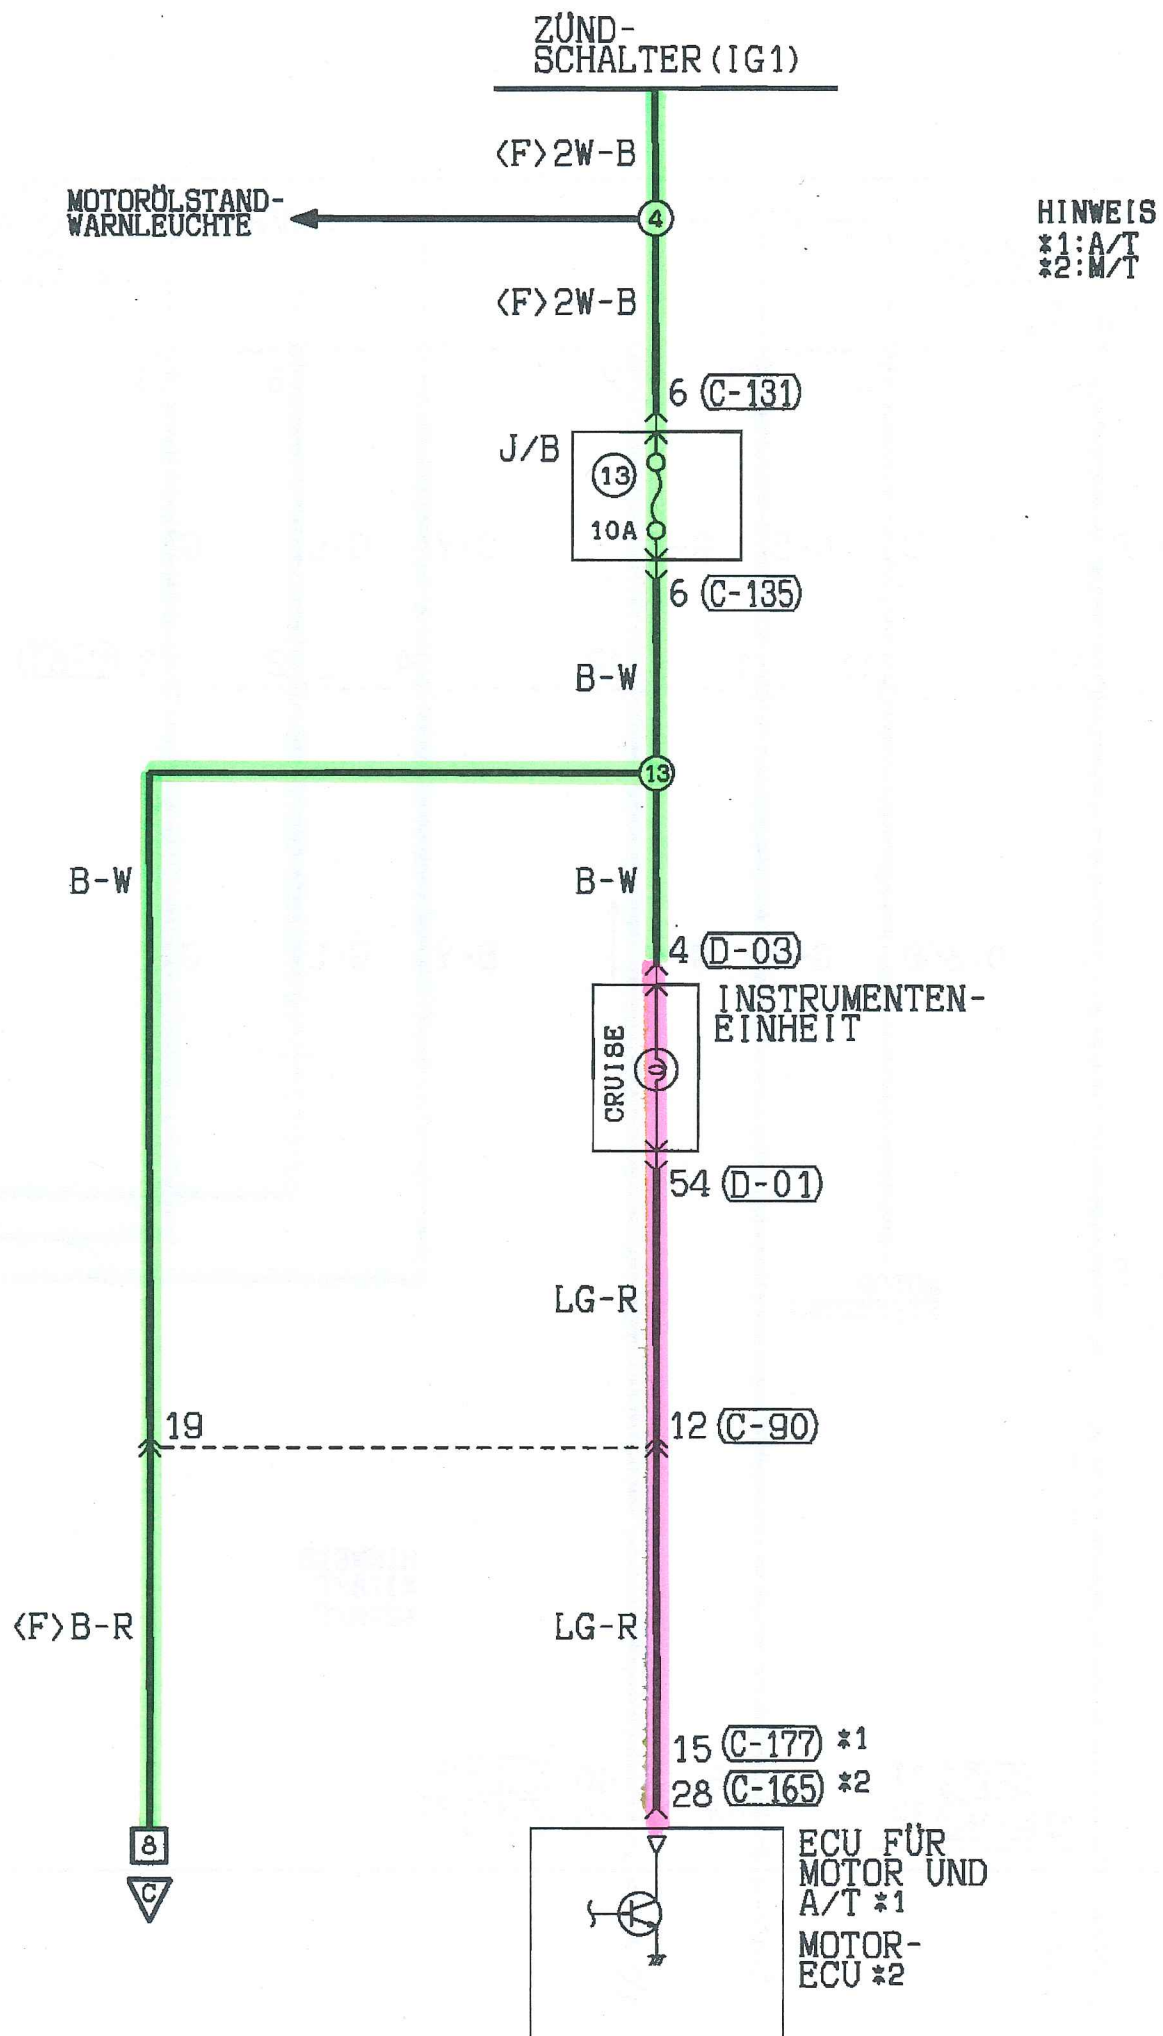 ZÜND-
SCHALTER(IG1)
<F>2W-B
MOTORÖLSTAND-
WARNLEUCHTE
4
HINWEIS
*1:A/T
*2:M/T
<F>2W-B
6 (C-131)
J/B
13
10A
6 (C-135)
B-W
13
B-W
B-W
4 (D-03)
INSTRUMENTEN-
EINHEIT
CRUISE
54 (D-01)
LG-R
19
12 (C-90)
<F>B-R
LG-R
15 (C-177) *1
28 (C-165) *2
8
C
ECU FÜR
MOTOR UND
A/T *1
MOTOR-
ECU *2